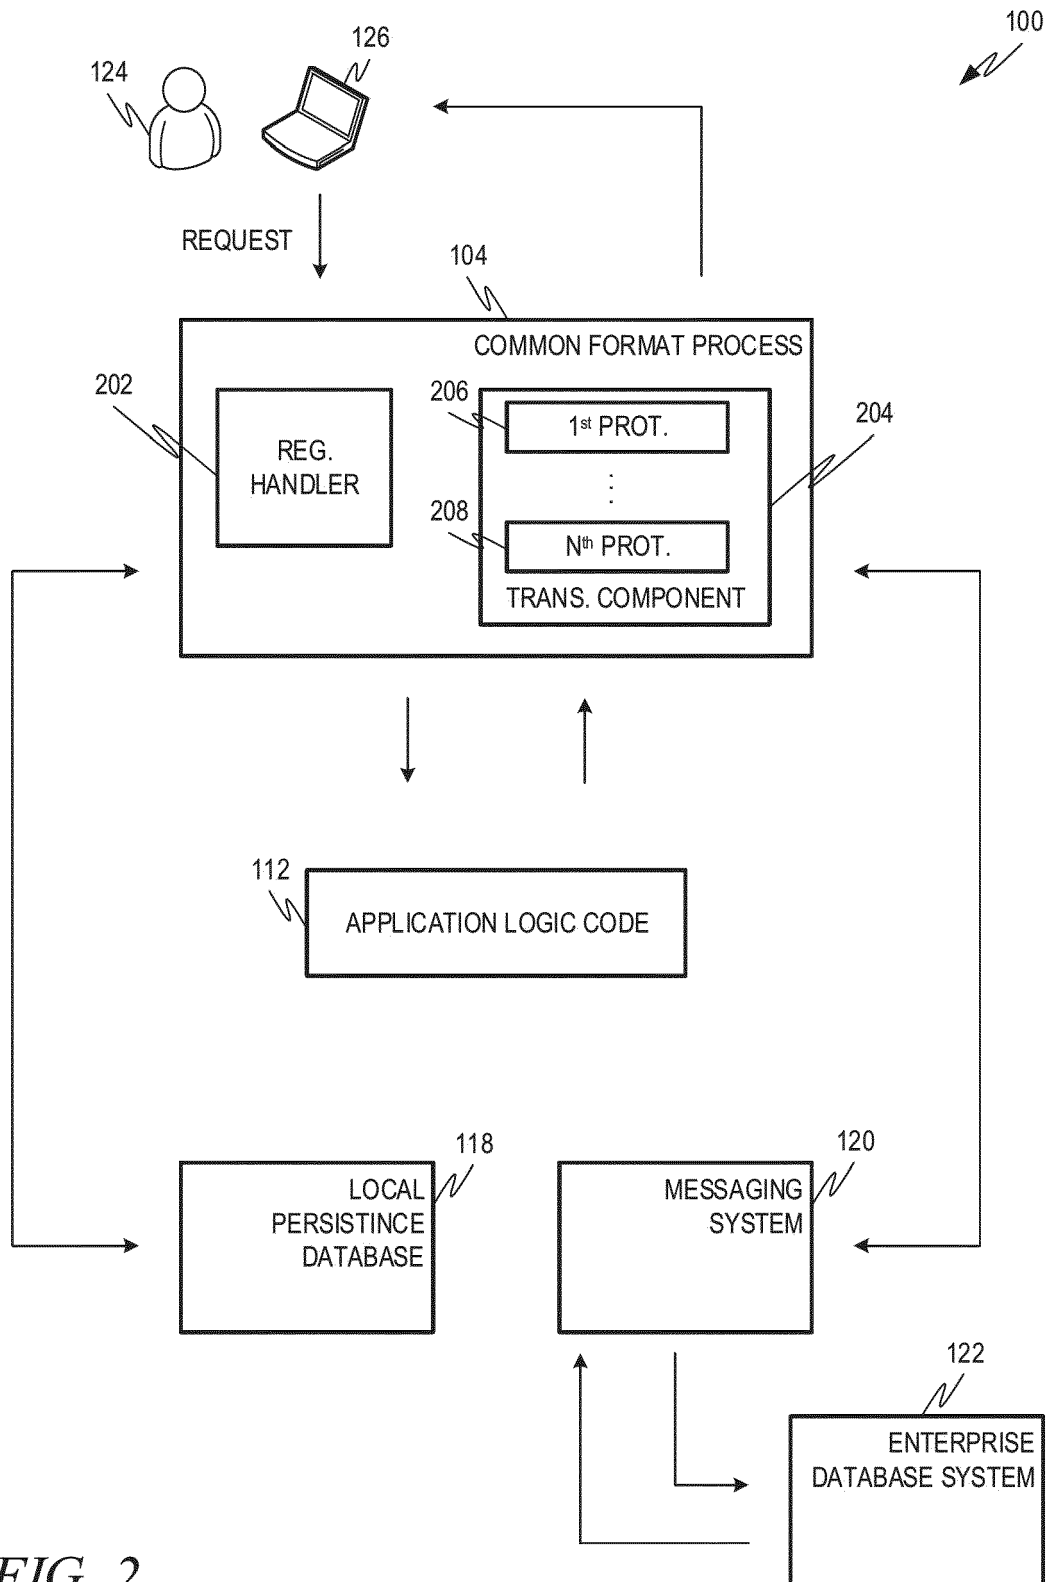 100
126
124
REQUEST
104
COMMON FORMAT PROCESS
202
206
204
REG.
HANDLER
1st PROT.
208
Nth PROT.
TRANS. COMPONENT
112
APPLICATION LOGIC CODE
118
120
LOCAL
PERSISTINCE
DATABASE
MESSAGING
SYSTEM
122
ENTERPRISE
DATABASE SYSTEM
FIG. 2